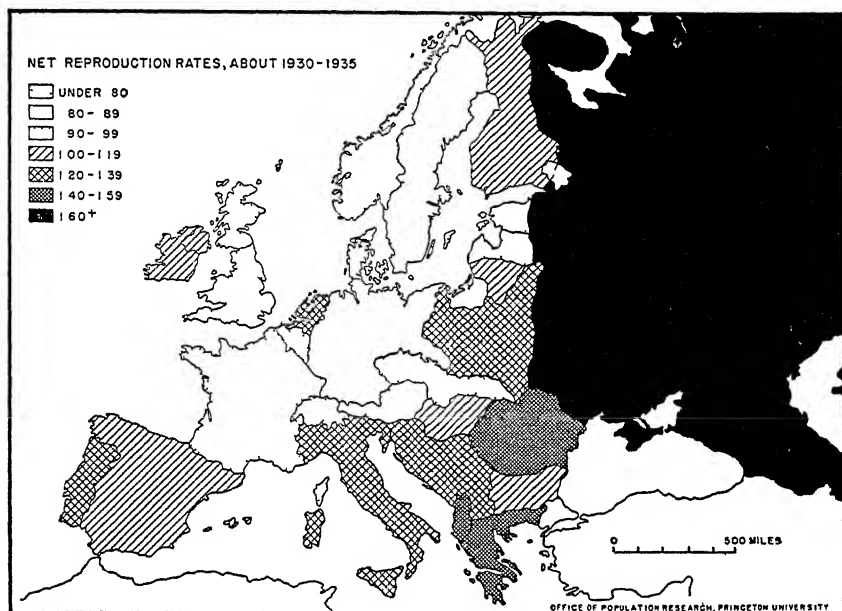 NET REPRODUCTION RATES, ABOUT 1930-1935
UNDER 80
80-89
90-99
100-119
120-139
140-159
160+
0 500 MILES
OFFICE OF POPULATION RESEARCH, PRINCETON UNIVERSITY